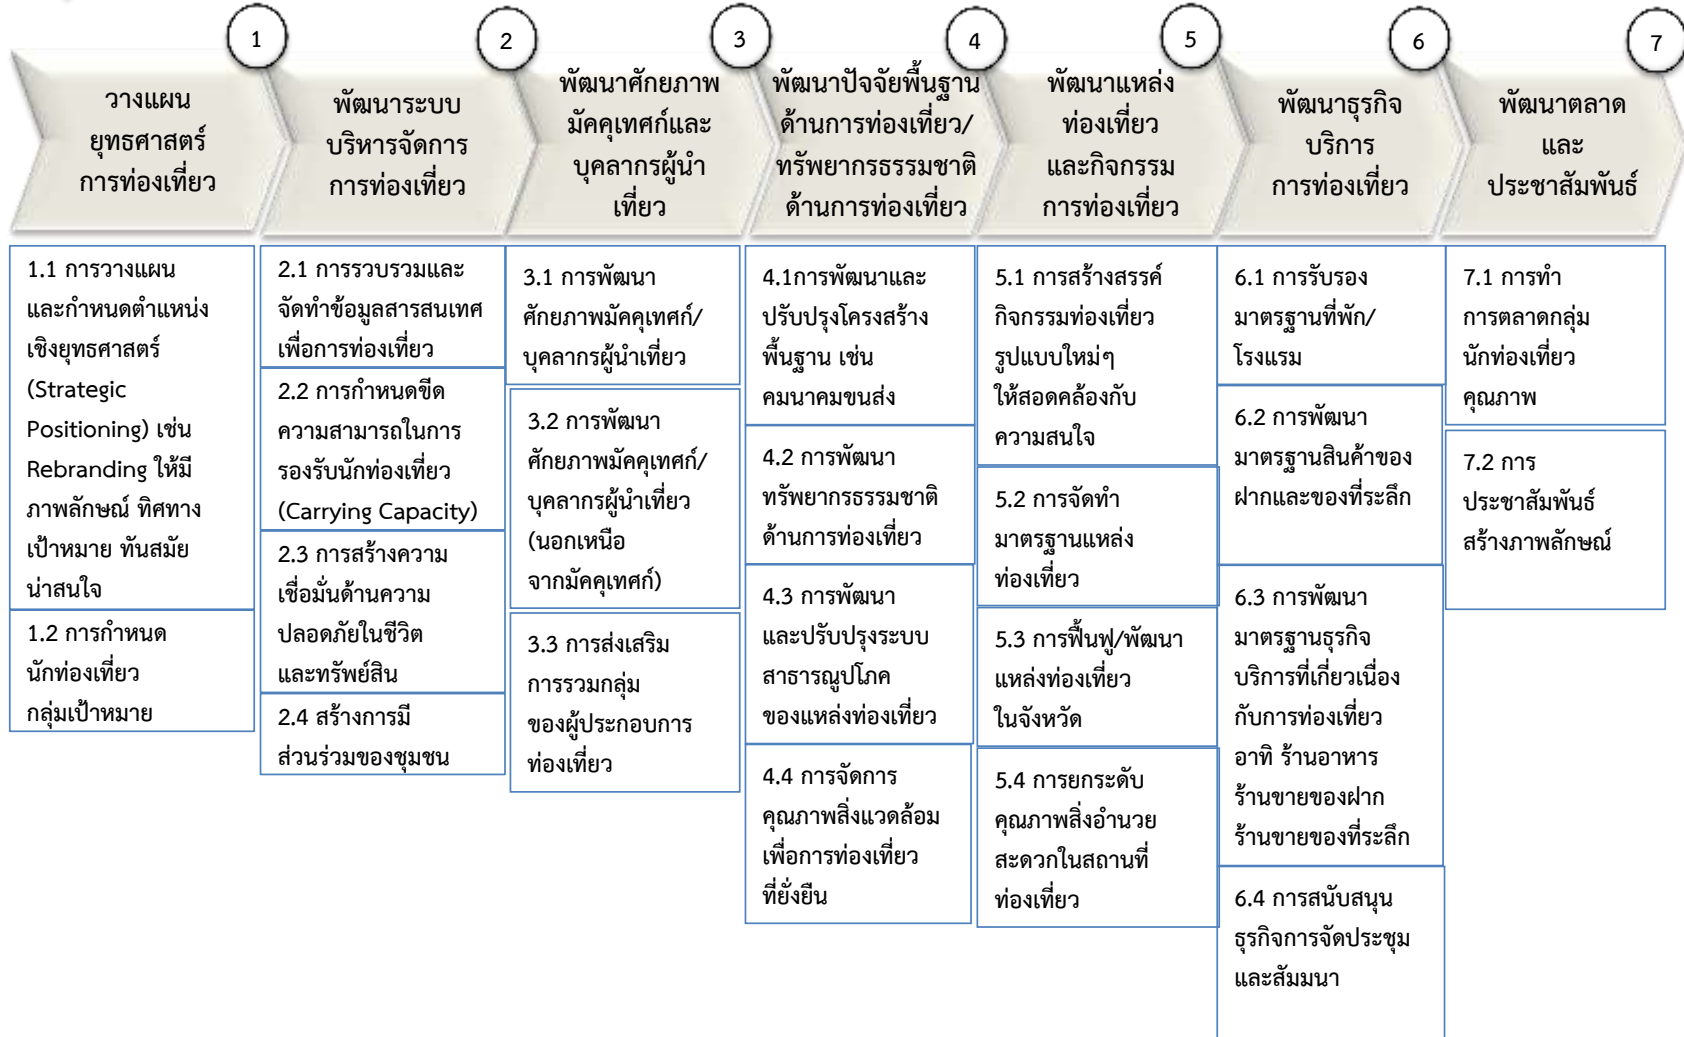 1
วางแผน
ยุทธศาสตร์
การท่องเที่ยว
2
พัฒนาระบบ
บริหารจัดการ
การท่องเที่ยว
3
พัฒนาศักยภาพ
มัคคุเทศก์และ
บุคลากรผู้นำ
เที่ยว
4
พัฒนาปัจจัยพื้นฐาน
ด้านการท่องเที่ยว/
ทรัพยากรธรรมชาติ
ด้านการท่องเที่ยว
5
พัฒนาแหล่ง
ท่องเที่ยว
และกิจกรรม
การท่องเที่ยว
6
พัฒนาธุรกิจ
บริการ
การท่องเที่ยว
7
พัฒนาตลาด
และ
ประชาสัมพันธ์
1.1 การวางแผน
และกำหนดตำแหน่ง
เชิงยุทธศาสตร์
(Strategic
Positioning) เช่น
Rebranding ให้มี
ภาพลักษณ์ ทิศทาง
เป้าหมาย ทันสมัย
น่าสนใจ
1.2 การกำหนด
นักท่องเที่ยว
กลุ่มเป้าหมาย
2.1 การรวบรวมและ
จัดทำข้อมูลสารสนเทศ
เพื่อการท่องเที่ยว
2.2 การกำหนดขีด
ความสามารถในการ
รองรับนักท่องเที่ยว
(Carrying Capacity)
2.3 การสร้างความ
เชื่อมั่นด้านความ
ปลอดภัยในชีวิต
และทรัพย์สิน
2.4 สร้างการมี
ส่วนร่วมของชุมชน
3.1 การพัฒนา
ศักยภาพมัคคุเทศก์/
บุคลากรผู้นำเที่ยว
3.2 การพัฒนา
ศักยภาพมัคคุเทศก์/
บุคลากรผู้นำเที่ยว
(นอกเหนือ
จากมัคคุเทศก์)
3.3 การส่งเสริม
การรวมกลุ่ม
ของผู้ประกอบการ
ท่องเที่ยว
4.1การพัฒนาและ
ปรับปรุงโครงสร้าง
พื้นฐาน เช่น
คมนาคมขนส่ง
4.2 การพัฒนา
ทรัพยากรธรรมชาติ
ด้านการท่องเที่ยว
4.3 การพัฒนา
และปรับปรุงระบบ
สาธารณูปโภค
ของแหล่งท่องเที่ยว
4.4 การจัดการ
คุณภาพสิ่งแวดล้อม
เพื่อการท่องเที่ยว
ที่ยั่งยืน
5.1 การสร้างสรรค์
กิจกรรมท่องเที่ยว
รูปแบบใหม่ๆ
ให้สอดคล้องกับ
ความสนใจ
5.2 การจัดทำ
มาตรฐานแหล่ง
ท่องเที่ยว
5.3 การฟื้นฟู/พัฒนา
แหล่งท่องเที่ยว
ในจังหวัด
5.4 การยกระดับ
คุณภาพสิ่งอำนวย
สะดวกในสถานที่
ท่องเที่ยว
6.1 การรับรอง
มาตรฐานที่พัก/
โรงแรม
6.2 การพัฒนา
มาตรฐานสินค้าของ
ฝากและของที่ระลึก
6.3 การพัฒนา
มาตรฐานธุรกิจ
บริการที่เกี่ยวเนื่อง
กับการท่องเที่ยว
อาทิ ร้านอาหาร
ร้านขายของฝาก
ร้านขายของที่ระลึก
6.4 การสนับสนุน
ธุรกิจการจัดประชุม
และสัมมนา
7.1 การทำ
การตลาดกลุ่ม
นักท่องเที่ยว
คุณภาพ
7.2 การ
ประชาสัมพันธ์
สร้างภาพลักษณ์